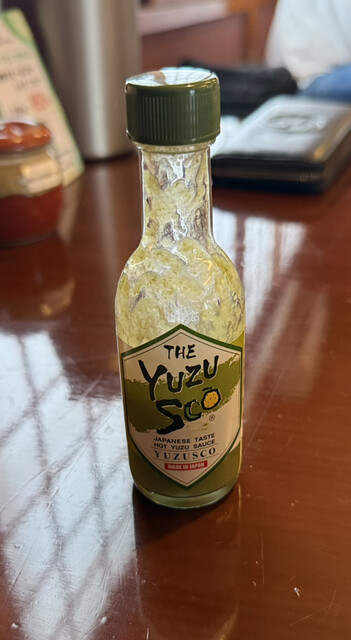 THE
YUZU
SCO®
JAPANESE TASTE
HOT YUZU SAUCE
YUZUSCO
MADE IN JAPAN